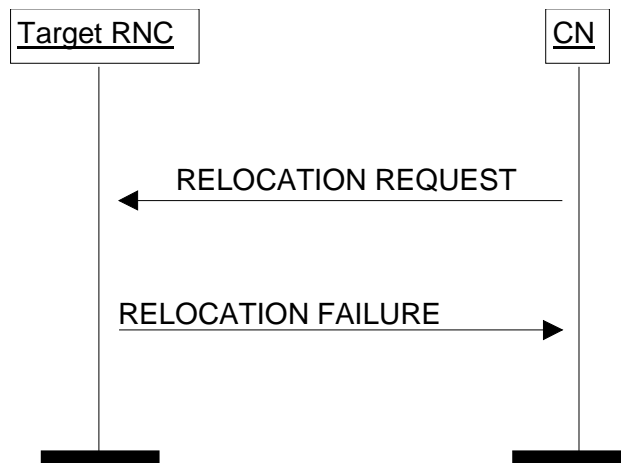 Target RNC
CN
RELOCATION REQUEST
RELOCATION FAILURE